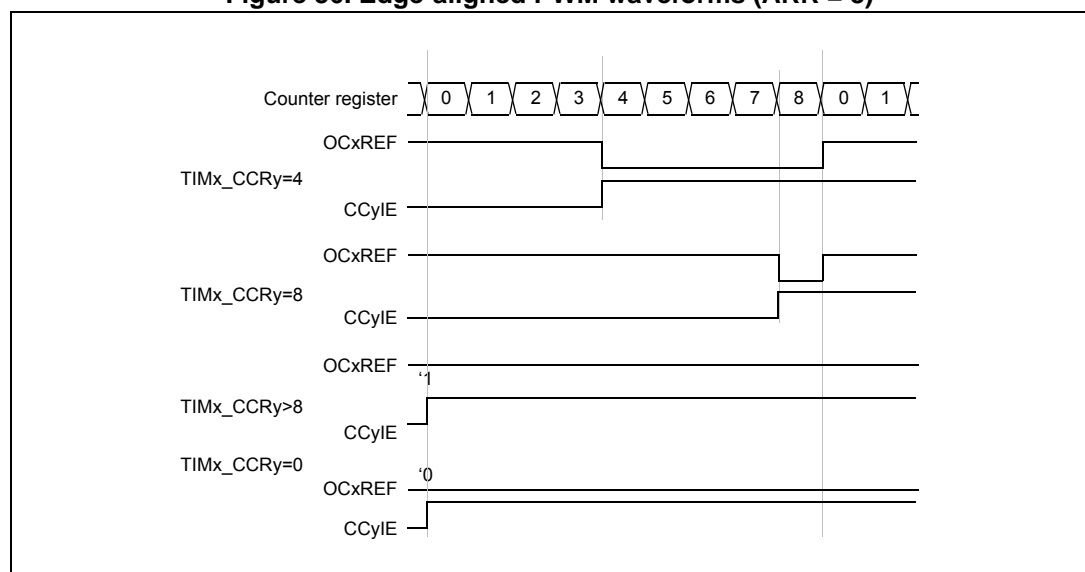 Counter register 0 1 2 3 4 5 6 7 8 0 1
OCxREF
TIMx_CCRy=4
CCyIE
OCxREF
TIMx_CCRy=8
CCyIE
OCxREF
‘1
TIMx_CCRy>8
CCyIE
TIMx_CCRy=0
‘0
OCxREF
CCyIE